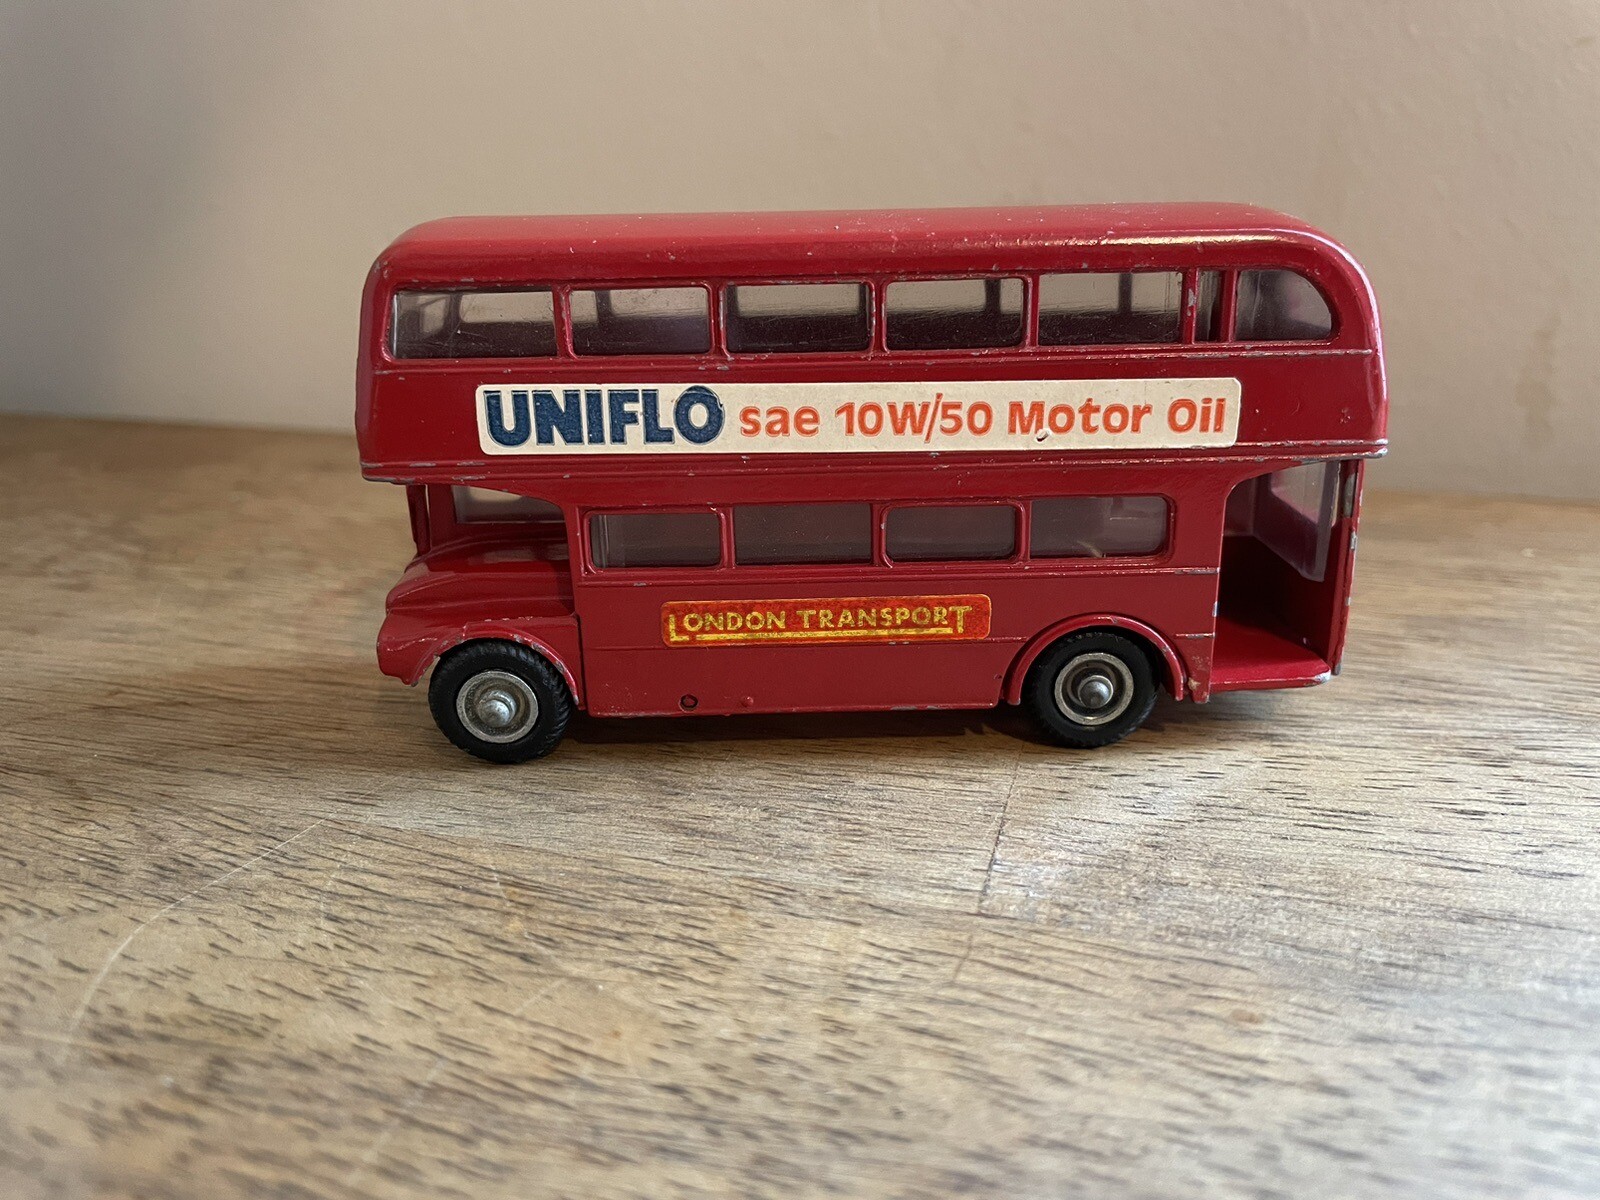 UNIFLO sae 10W/50 Motor Oil
LONDON TRANSPORT